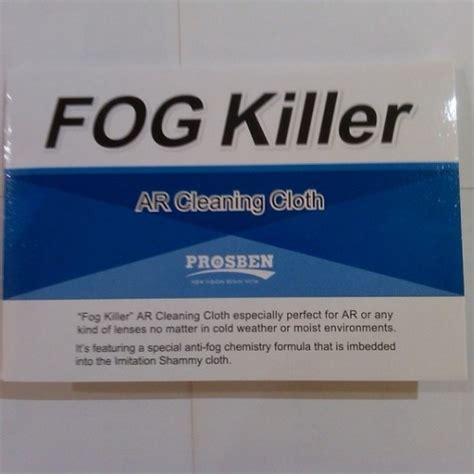 FOG Killer
AR Cleaning Cloth
PROSBEN
"Fog Killer" AR Cleaning Cloth especially perfect for AR or any
kind of lenses no matter in cold weather or moist environments.
It's featuring a special anti-fog chemistry formula that is imbedded
into the Imitation Shammy cloth.